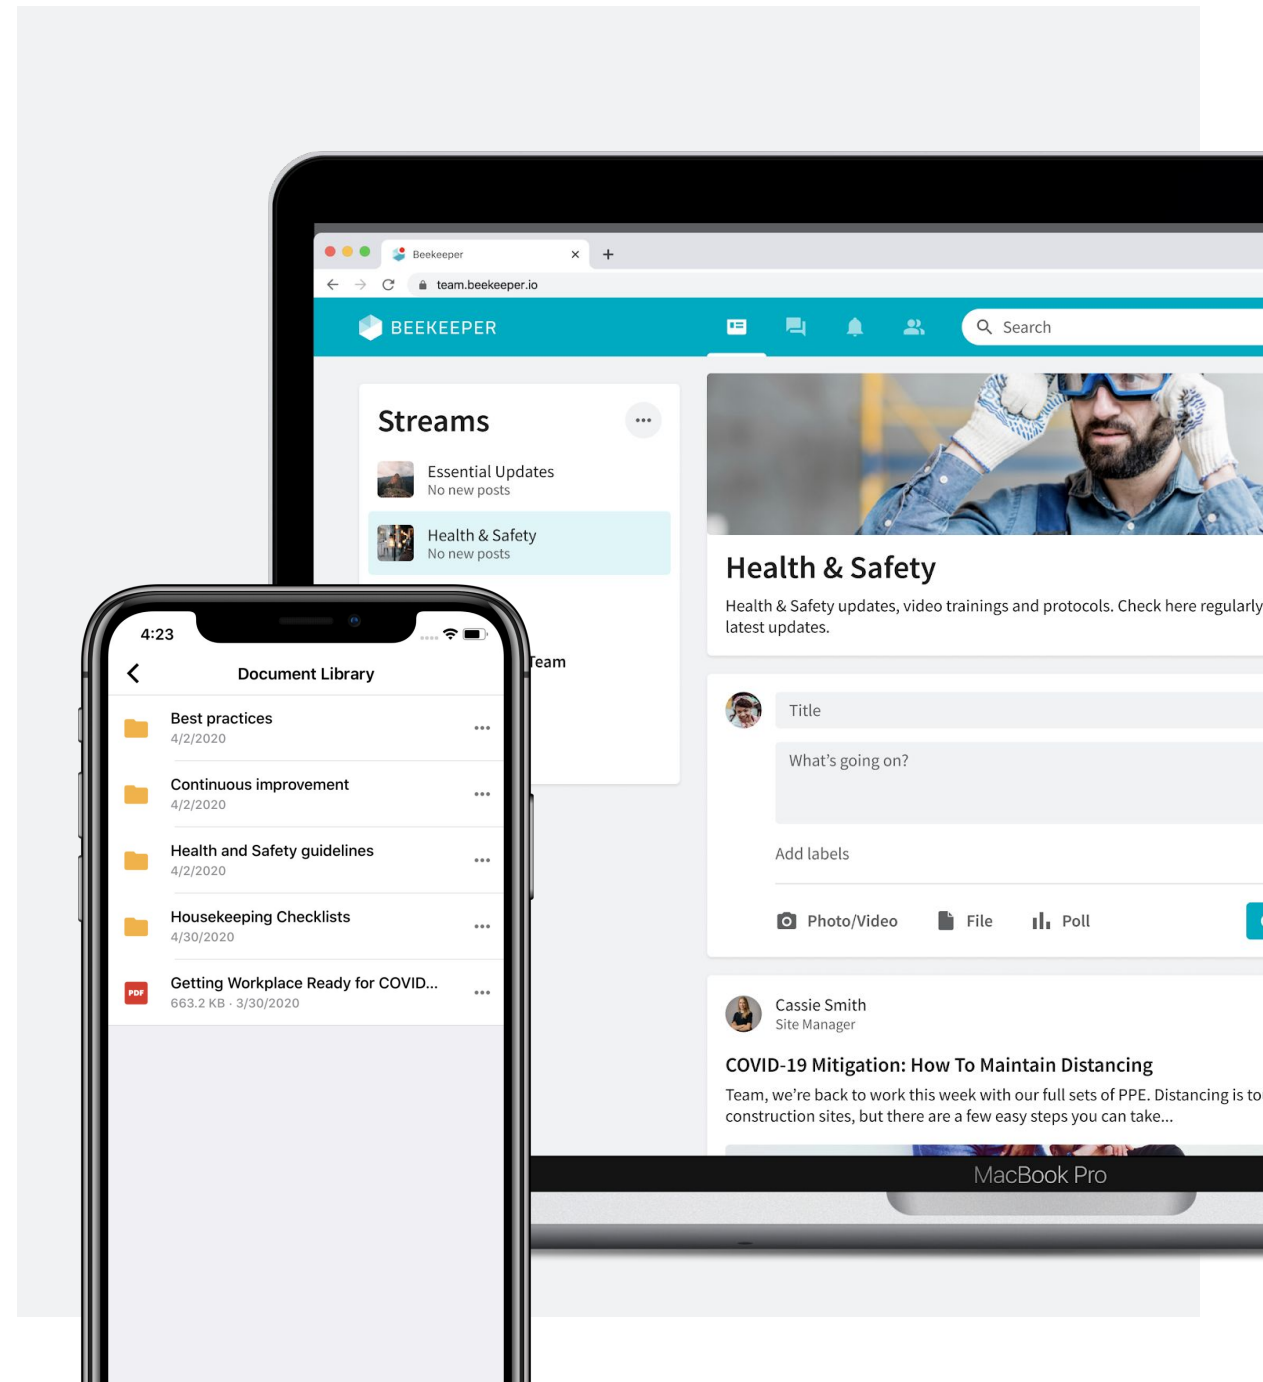 Beekeeper
team.beekeeper.io
BEEKEEPER
Search
Streams
Essential Updates
No new posts
Health & Safety
No new posts
Team
Health & Safety
Health & Safety updates, video trainings and protocols. Check here regularly
latest updates.
Title
What's going on?
Add labels
Photo/Video
File
Poll
Cassie Smith
Site Manager
COVID-19 Mitigation: How To Maintain Distancing
Team, we're back to work this week with our full sets of PPE. Distancing is to
construction sites, but there are a few easy steps you can take...
MacBook Pro
4:23
Document Library
Best practices
4/2/2020
Continuous improvement
4/2/2020
Health and Safety guidelines
4/2/2020
Housekeeping Checklists
4/30/2020
PDF
Getting Workplace Ready for COVID...
663.2 KB · 3/30/2020